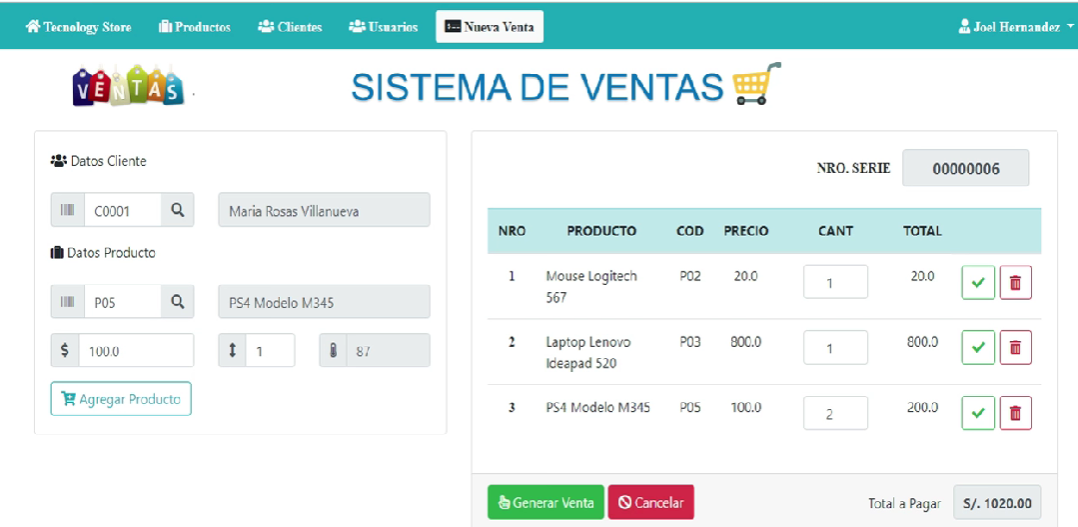 Tecnology Store Productos Clientes Usuarios Nueva Venta Joel Hernandez
VENTAS
SISTEMA DE VENTAS
Datos Cliente
C0001 Maria Rosas Villanueva
Datos Producto
P05 PS4 Modelo M345
$ 100.0 1 87
Agregar Producto
NRO. SERIE 00000006
NRO PRODUCTO COD PRECIO CANT TOTAL
1 Mouse Logitech P02 20.0 1 20.0
567
2 Laptop Lenovo P03 800.0 1 800.0
Ideapad 520
3 PS4 Modelo M345 P05 100.0 2 200.0
Generar Venta Cancelar Total a Pagar S/. 1020.00